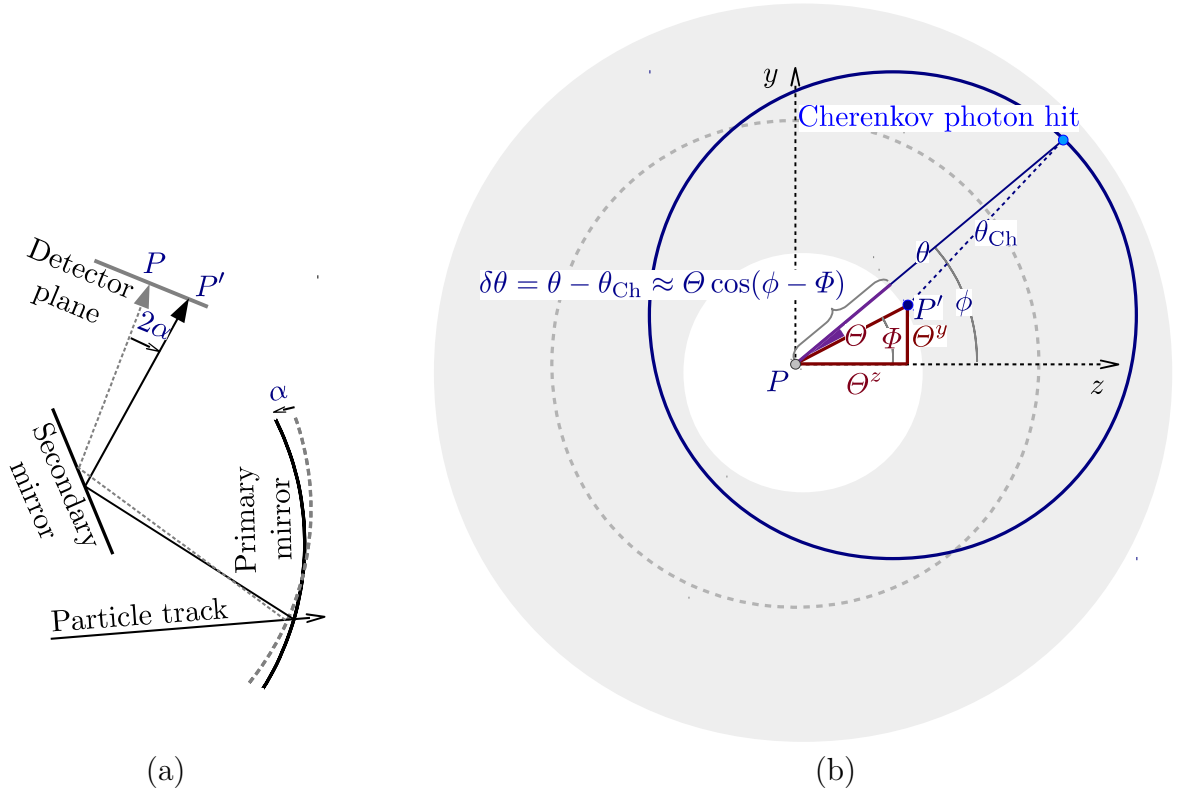 Detector
plane
P
P′
2α
α
Secondary
mirror
Primary
mirror
Particle track
(a)
y
Cherenkov photon hit
θ_Ch
θ
δθ = θ − θ_Ch ≈ Θ cos(ϕ − Φ)
P′
ϕ
Θ
Φ
Θ^y
P
Θ^z
z
(b)